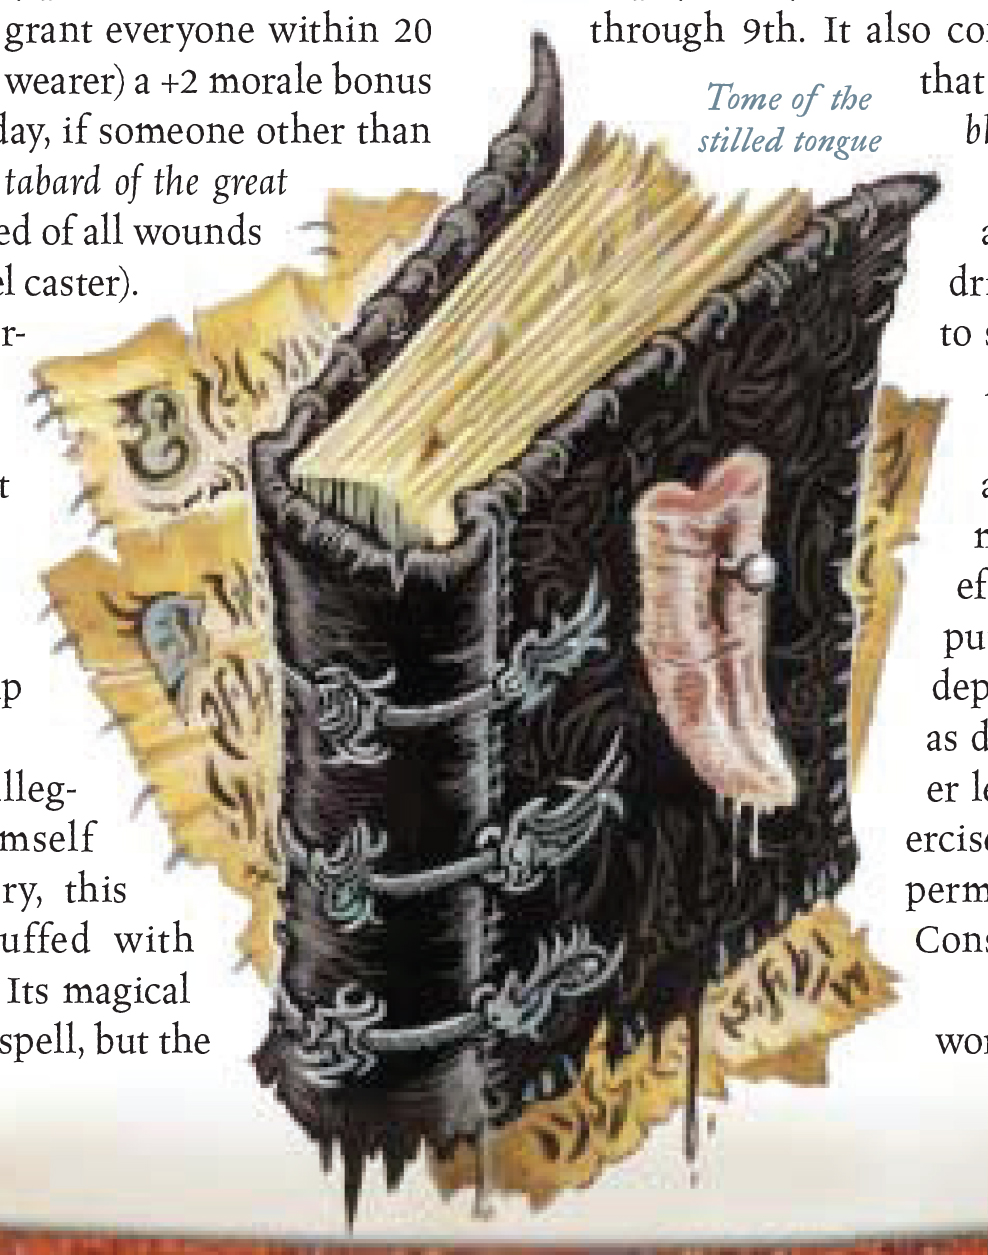 grant everyone within 20
wearer) a +2 morale bonus
day, if someone other than
tabard of the great
ed of all wounds
el caster).
r-
t
p
lleg-
mself
ry, this
uffed with
Its magical
spell, but the
through 9th. It also co
Tome of the
stilled tongue
that
bl
a
dri
to s
a
n
ef
pu
dep
as d
er le
ercise
perm
Cons
wor